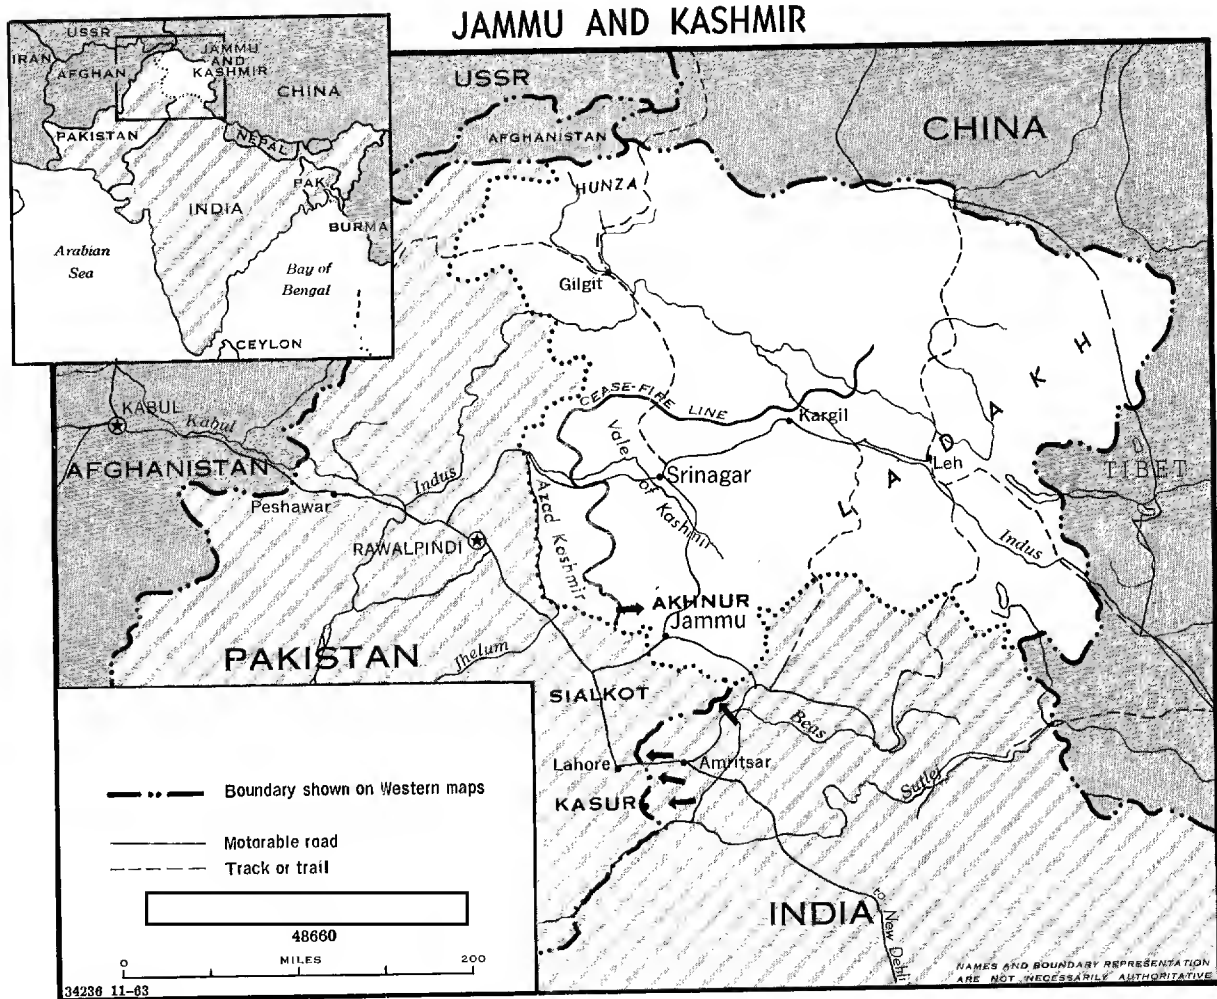 JAMMU AND KASHMIR
USSR
IRAN
AFGHAN
JAMMU
AND
KASHMIR
CHINA
PAKISTAN
NEPAL
PAK.
INDIA
BURMA
Arabian
Sea
Bay of
Bengal
CEYLON
USSR
AFGHANISTAN
CHINA
HUNZA
Gilgit
KABUL
Kabul
AFGHANISTAN
Peshawar
Indus
RAWALPINDI
CEASE-FIRE LINE
Kargil
Vale of Kashmir
Srinagar
Leh
LADAKH
TIBET
Azad Kashmir
Indus
AKHNUR
Jammu
PAKISTAN
Jhelum
SIALKOT
Beas
Lahore
Amritsar
Sutlej
KASUR
INDIA
to New Dehli
Boundary shown on Western maps
Motorable road
Track or trail
48660
MILES
0 200
34236 11-63
NAMES AND BOUNDARY REPRESENTATION
ARE NOT NECESSARILY AUTHORITATIVE